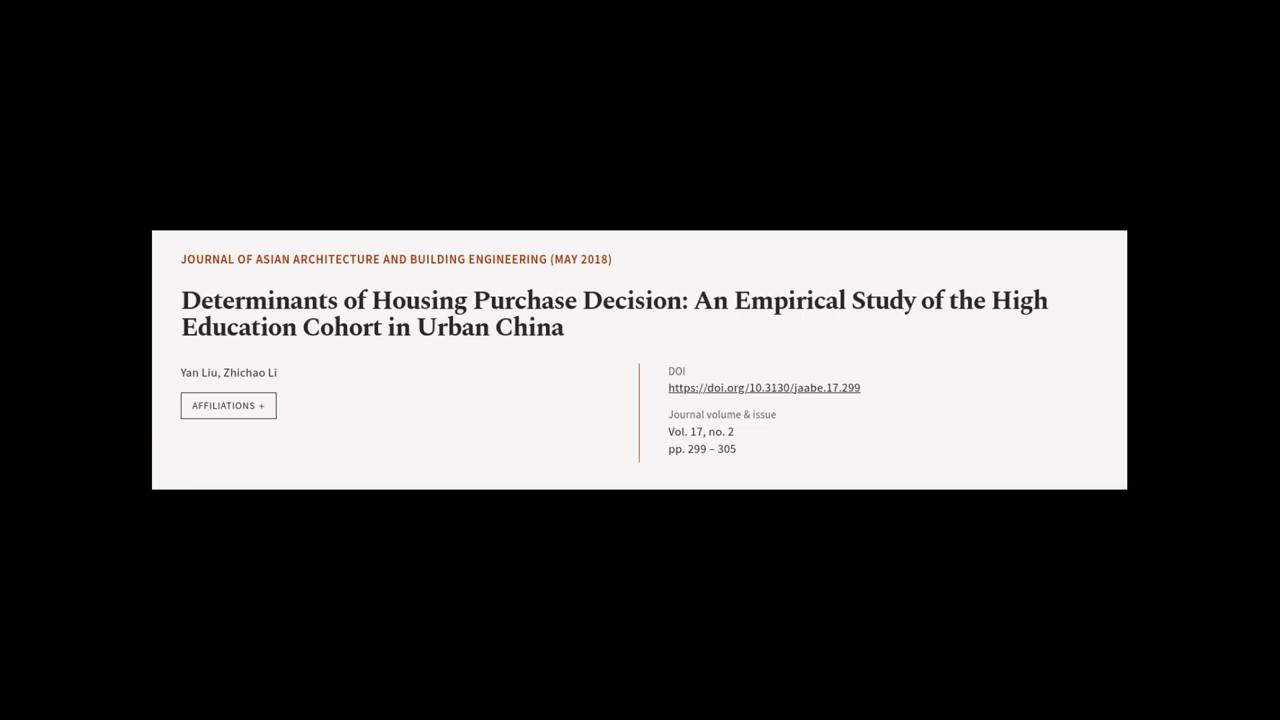 JOURNAL OF ASIAN ARCHITECTURE AND BUILDING ENGINEERING (MAY 2018)
Determinants of Housing Purchase Decision: An Empirical Study of the High
Education Cohort in Urban China
Yan Liu, Zhichao Li
AFFILIATIONS +
DOI
https://doi.org/10.3130/jaabe.17.299
Journal volume & issue
Vol. 17, no. 2
pp. 299 – 305